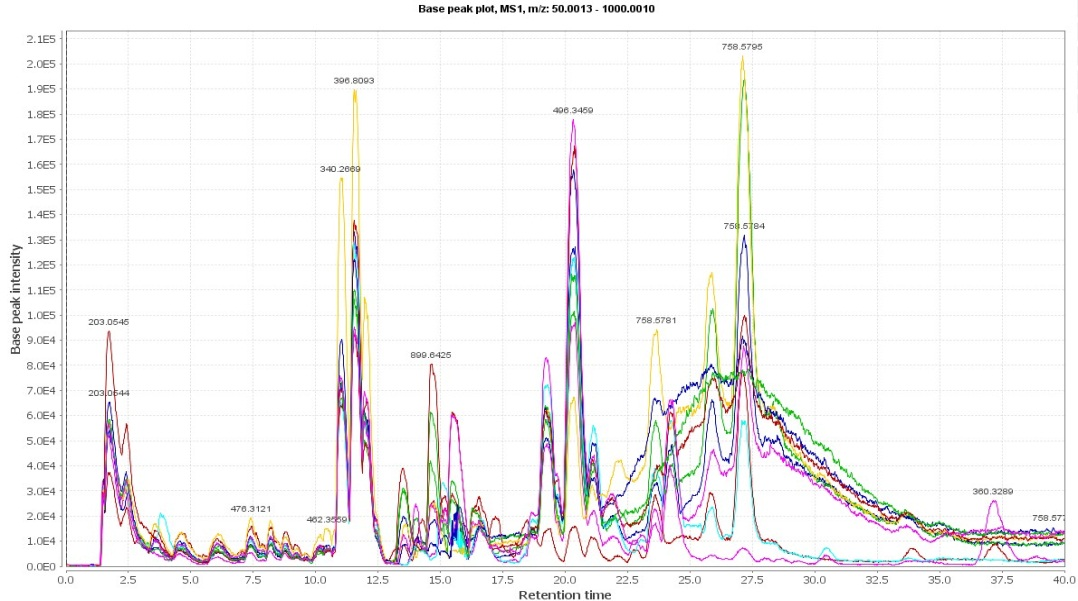 Base peak plot, MS1, m/z: 50.0013 - 1000.0010
Base peak intensity
2.1E5
2.0E5
1.9E5
1.8E5
1.7E5
1.6E5
1.5E5
1.4E5
1.3E5
1.2E5
1.1E5
1.0E5
9.0E4
8.0E4
7.0E4
6.0E4
5.0E4
4.0E4
3.0E4
2.0E4
1.0E4
0.0E0
758.5795
396.8093
496.3459
340.2669
758.5784
203.0545
758.5781
899.6425
203.0544
476.3121
462.3559
360.3289
758.577
0.0 2.5 5.0 7.5 10.0 12.5 15.0 17.5 20.0 22.5 25.0 27.5 30.0 32.5 35.0 37.5 40.0
Retention time